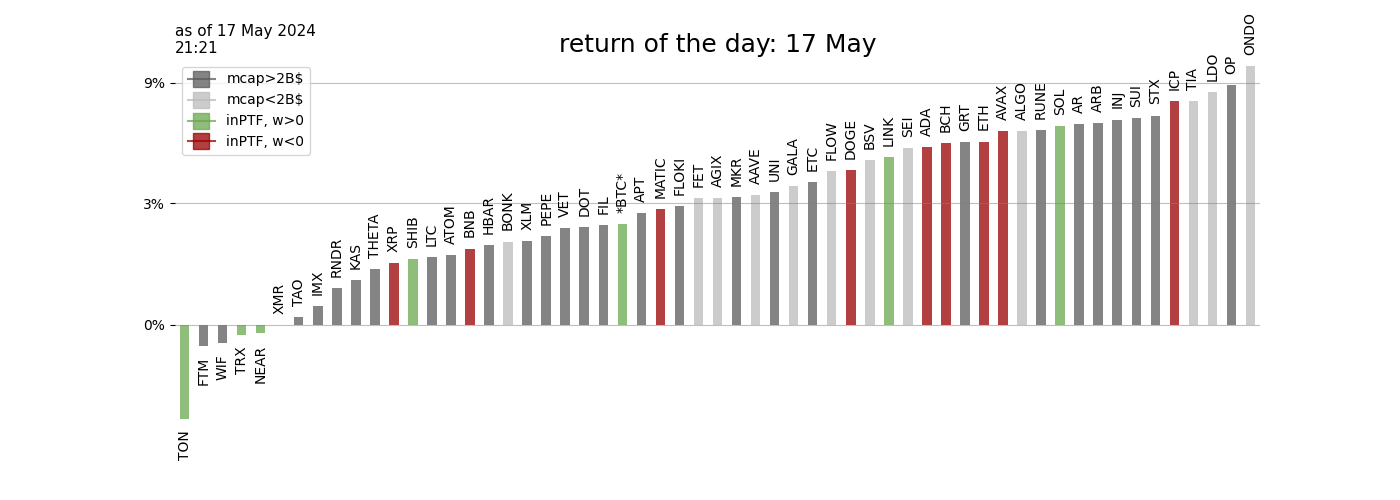 as of 17 May 2024
21:21
return of the day: 17 May
mcap>2B$
mcap<2B$
inPTF, w>0
inPTF, w<0
9%
3%
0%
TON
FTM
WIF
TRX
NEAR
XMR
TAO
IMX
RNDR
KAS
THETA
XRP
SHIB
LTC
ATOM
BNB
HBAR
BONK
XLM
PEPE
VET
DOT
FIL
*BTC*
APT
MATIC
FLOKI
FET
AGIX
MKR
AAVE
UNI
GALA
ETC
FLOW
DOGE
BSV
LINK
SEI
ADA
BCH
GRT
ETH
AVAX
ALGO
RUNE
SOL
AR
ARB
INJ
SUI
STX
ICP
TIA
LDO
OP
ONDO